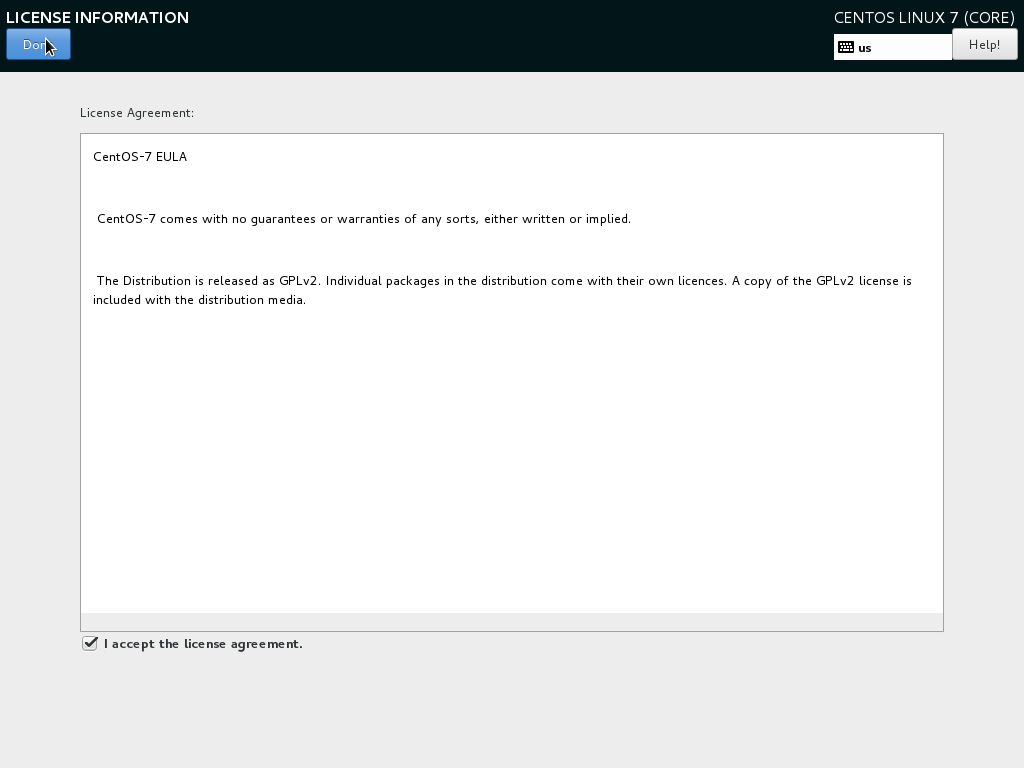 LICENSE INFORMATION
CENTOS LINUX 7 (CORE)
us
Help!
License Agreement:
CentOS-7 EULA
CentOS-7 comes with no guarantees or warranties of any sorts, either written or implied.
The Distribution is released as GPLv2. Individual packages in the distribution come with their own licences. A copy of the GPLv2 license is
included with the distribution media.
I accept the license agreement.